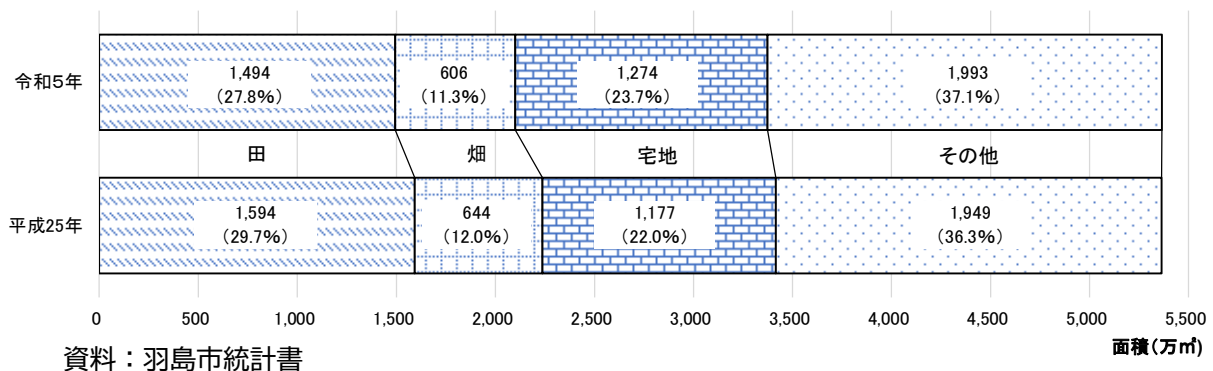 令和5年
1,494
（27.8％）
606
（11.3％）
1,274
（23.7％）
1,993
（37.1％）
田
畑
宅地
その他
平成25年
1,594
（29.7％）
644
（12.0％）
1,177
（22.0％）
1,949
（36.3％）
0 500 1,000 1,500 2,000 2,500 3,000 3,500 4,000 4,500 5,000 5,500
面積（万㎡）
資料：羽島市統計書